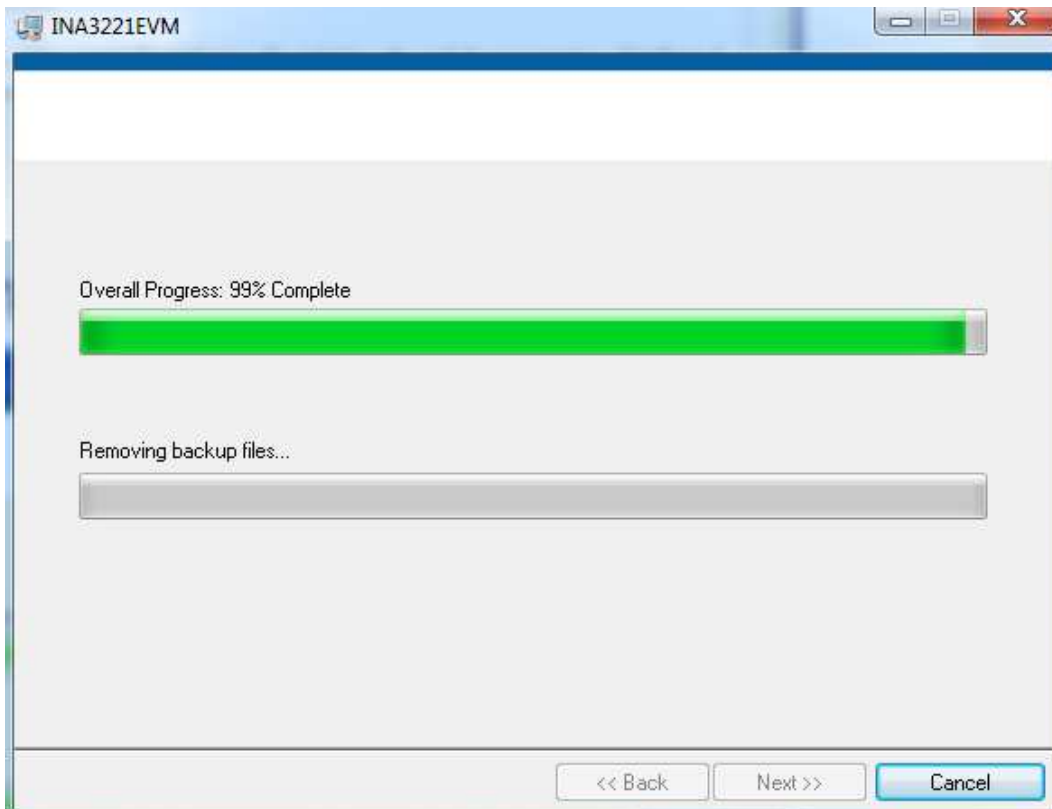 INA3221EVM
Overall Progress: 99% Complete
Removing backup files...
<< Back Next >> Cancel